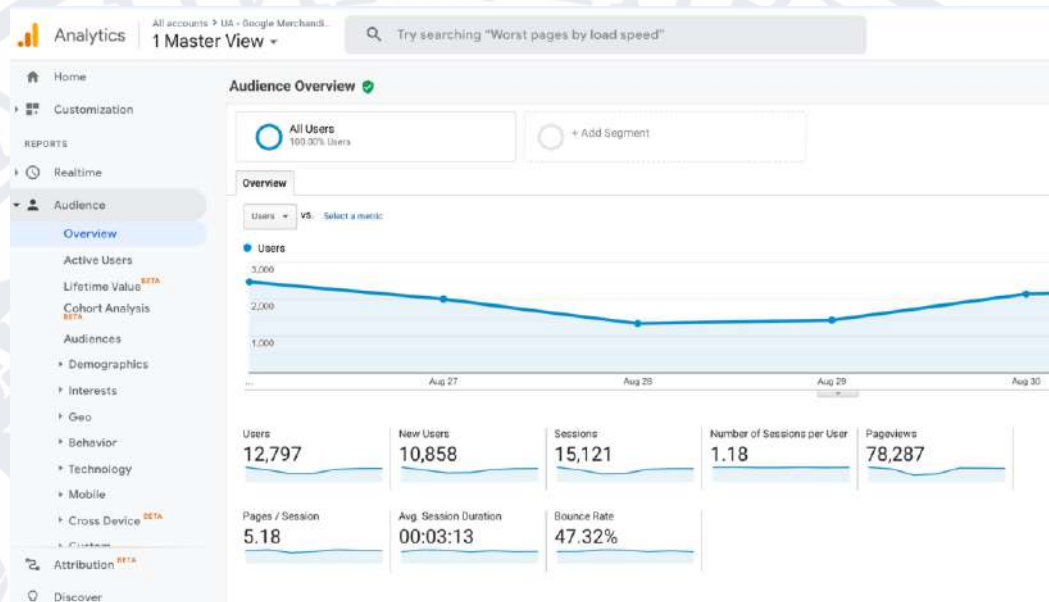 All accounts > UA - Google Merchandi...
Analytics
1 Master View
Try searching "Worst pages by load speed"
Home
Customization
REPORTS
Realtime
Audience
Overview
Active Users
Lifetime Value BETA
Cohort Analysis
BETA
Audiences
Demographics
Interests
Geo
Behavior
Technology
Mobile
Cross Device BETA
Custom
Attribution BETA
Discover
Audience Overview
All Users
100.00% Users
+ Add Segment
Overview
Users VS. Select a metric
Users
3,000
2,000
1,000
... Aug 27 Aug 28 Aug 29 Aug 30
Users New Users Sessions Number of Sessions per User Pageviews
12,797 10,858 15,121 1.18 78,287
Pages / Session Avg. Session Duration Bounce Rate
5.18 00:03:13 47.32%